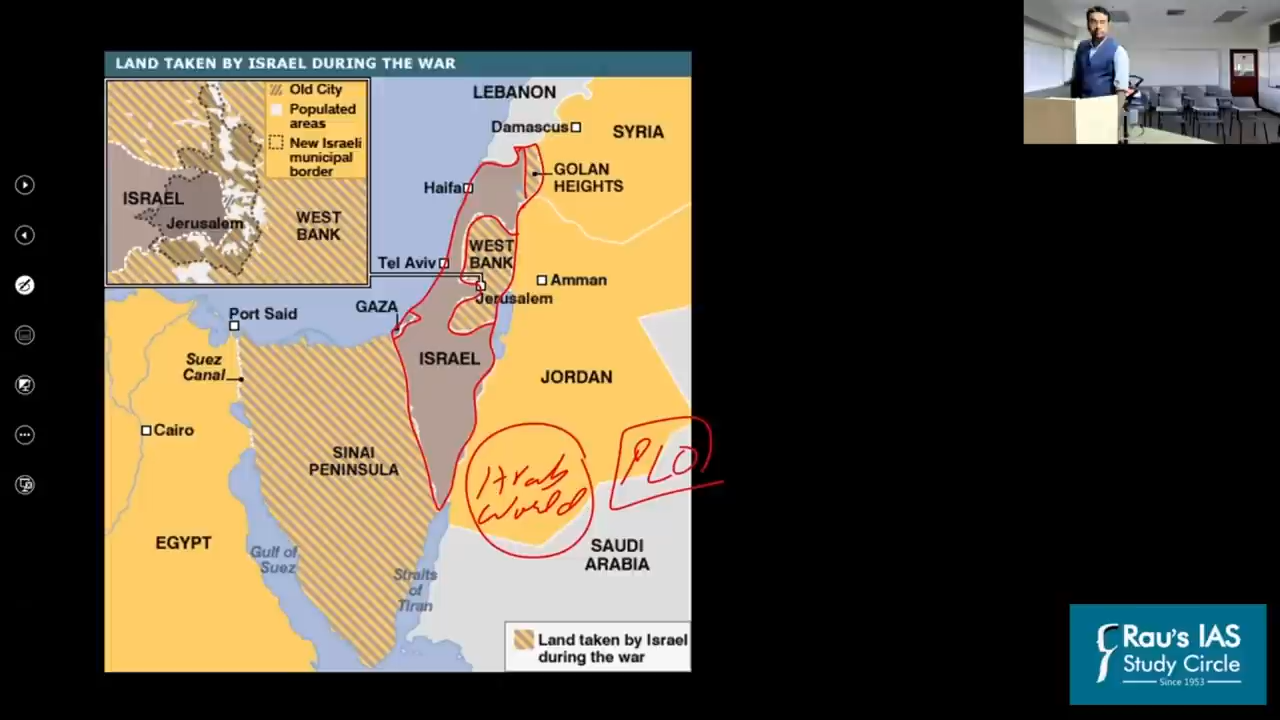 LAND TAKEN BY ISRAEL DURING THE WAR
Old City
Populated
areas
New Israeli
municipal
border
ISRAEL
Jerusalem
WEST
BANK
LEBANON
Damascus
SYRIA
GOLAN
HEIGHTS
Haifa
WEST
BANK
Tel Aviv
Amman
Jerusalem
GAZA
Port Said
Suez
Canal
ISRAEL
JORDAN
Cairo
SINAI
PENINSULA
Arab
World
PLO
EGYPT
Gulf of
Suez
Straits
of
Tiran
SAUDI
ARABIA
Land taken by Israel
during the war
Rau's IAS
Study Circle
Since 1953